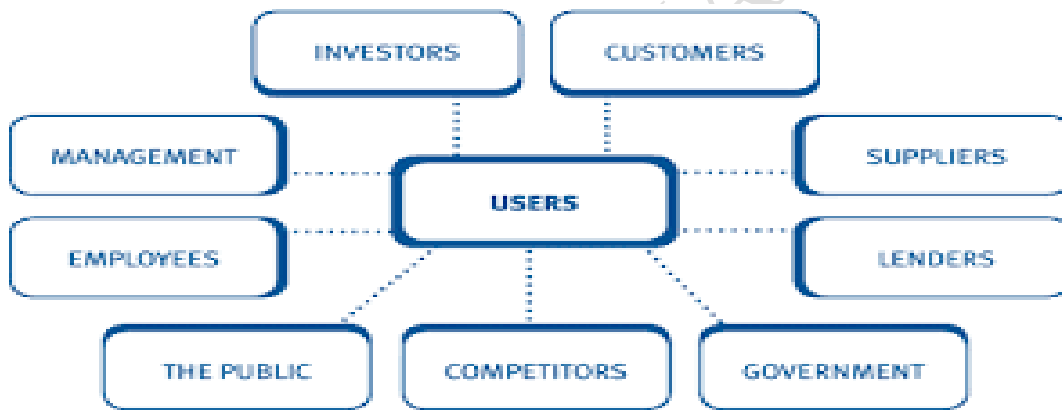 INVESTORS
CUSTOMERS
MANAGEMENT
SUPPLIERS
USERS
EMPLOYEES
LENDERS
THE PUBLIC
COMPETITORS
GOVERNMENT